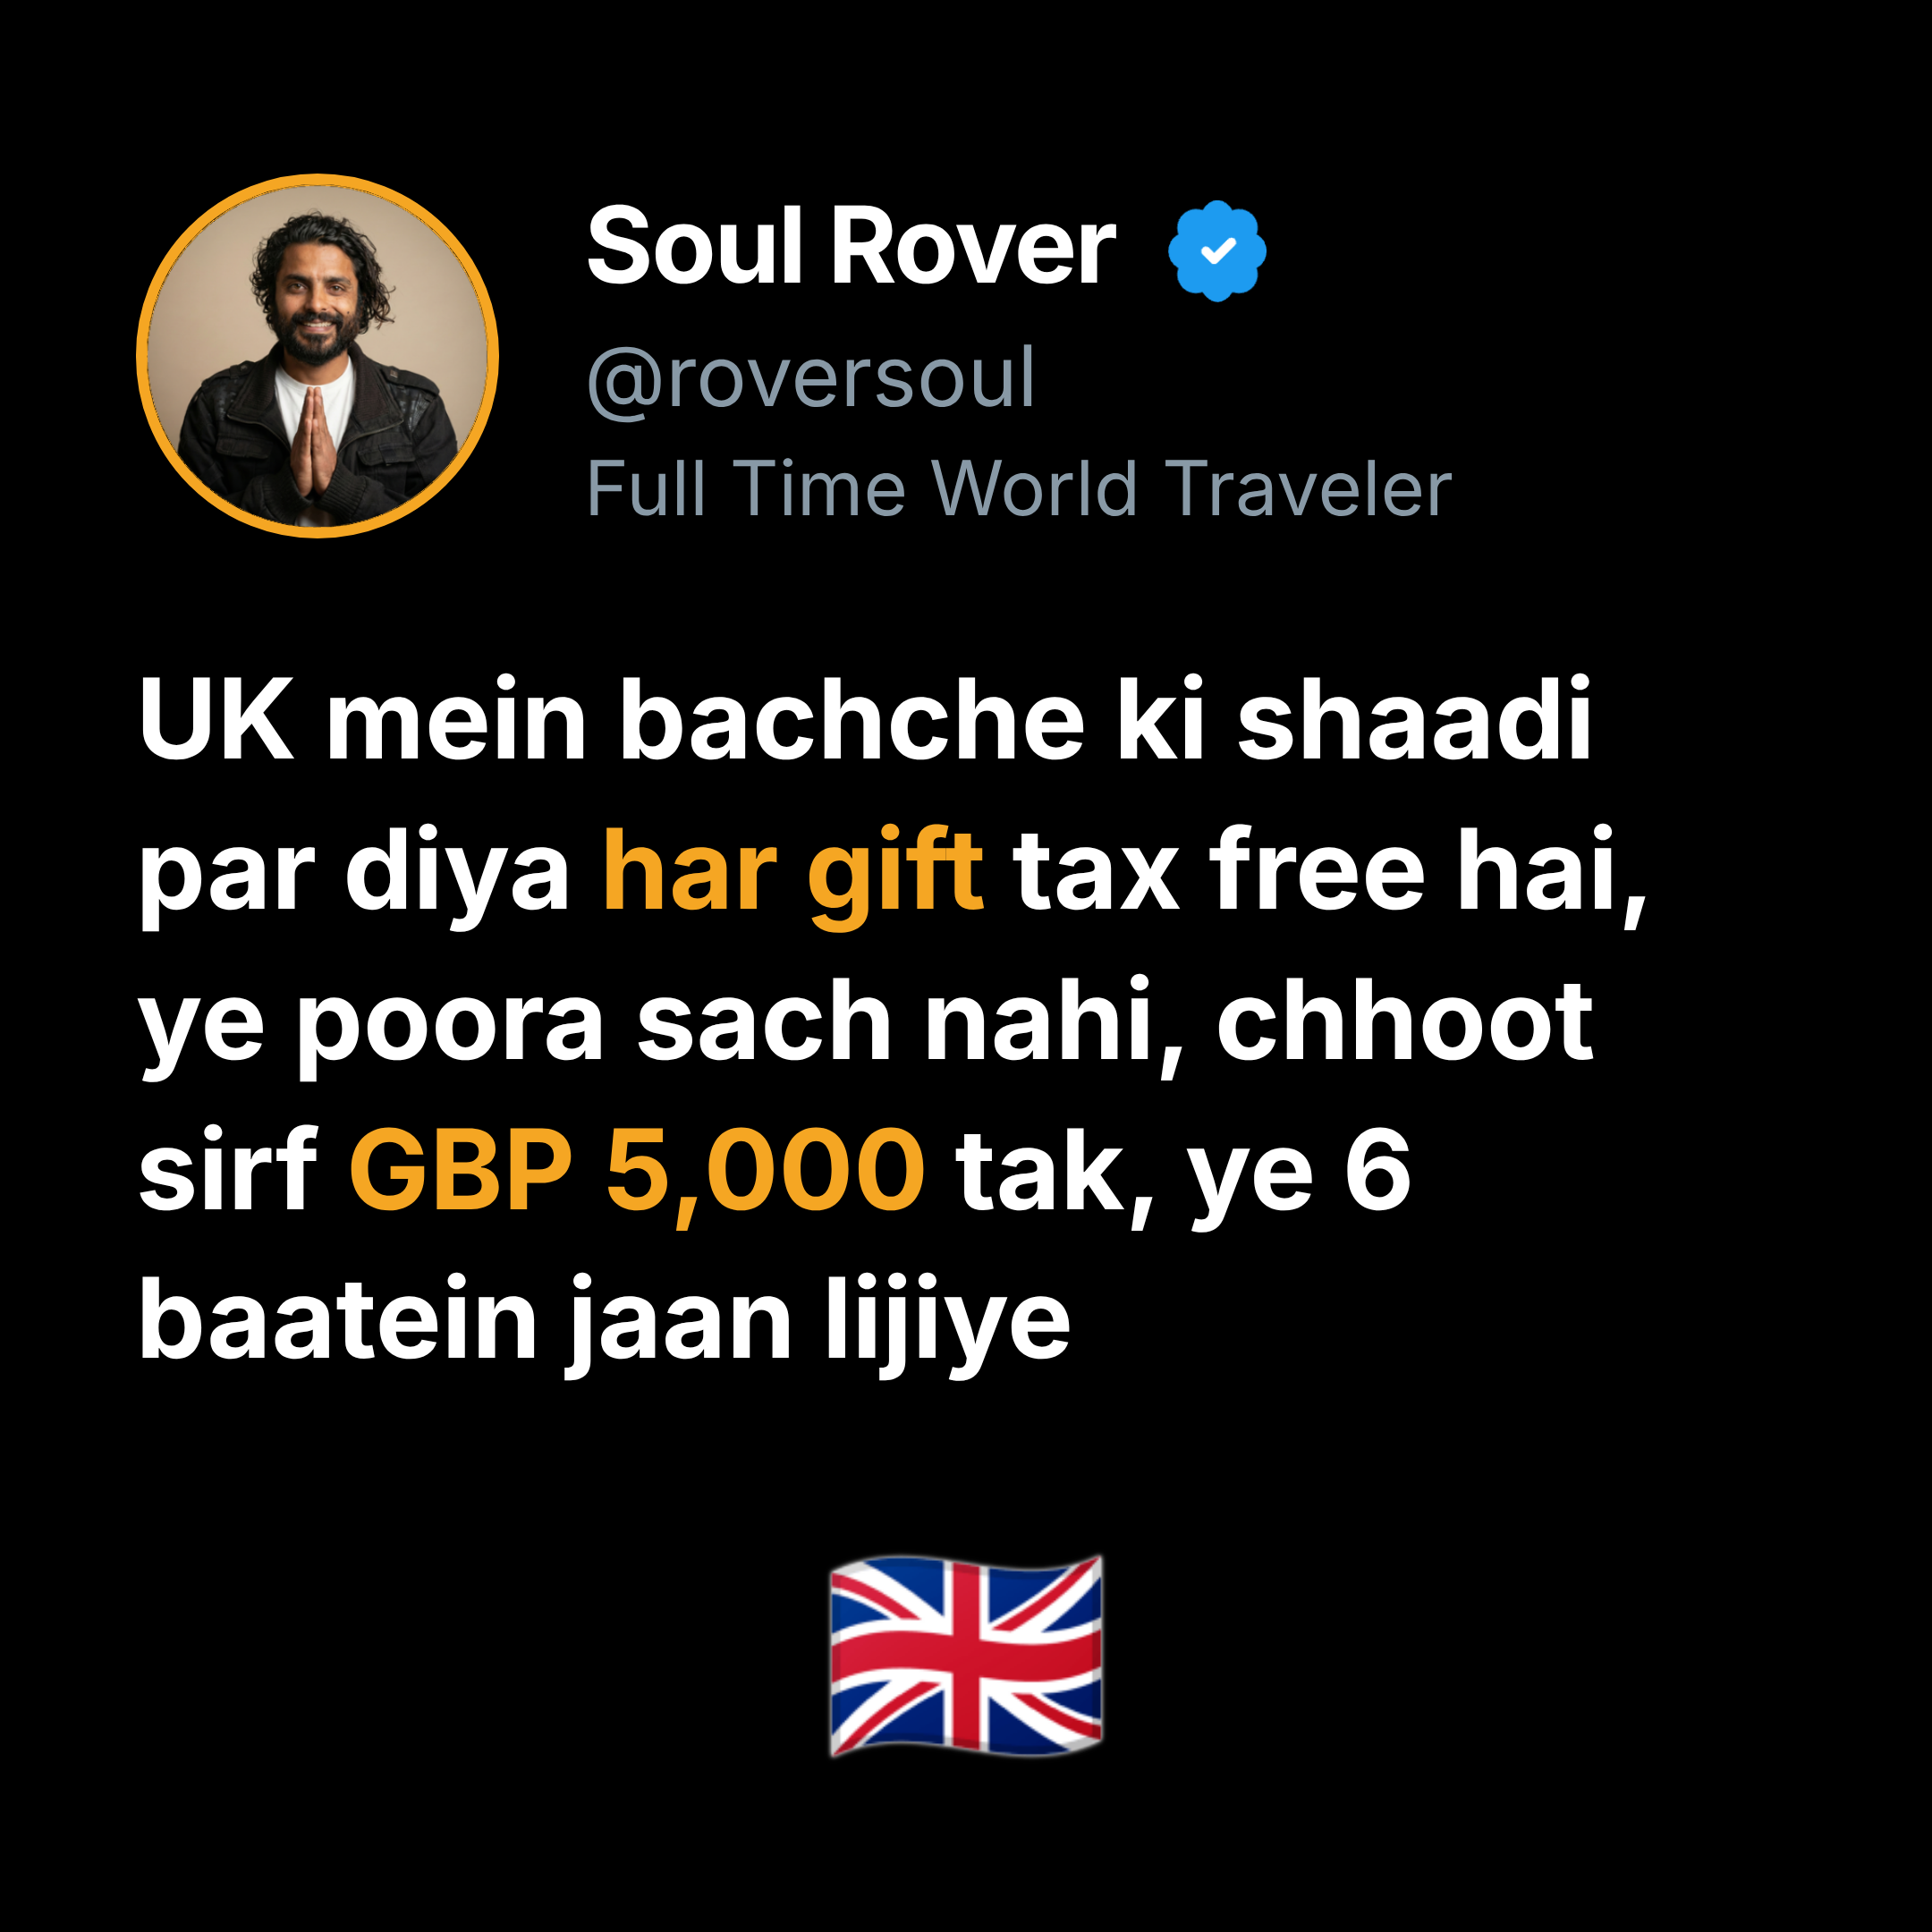 Soul Rover
@roversoul
Full Time World Traveler
UK mein bachche ki shaadi
par diya har gift tax free hai,
ye poora sach nahi, chhoot
sirf GBP 5,000 tak, ye 6
baatein jaan lijiye